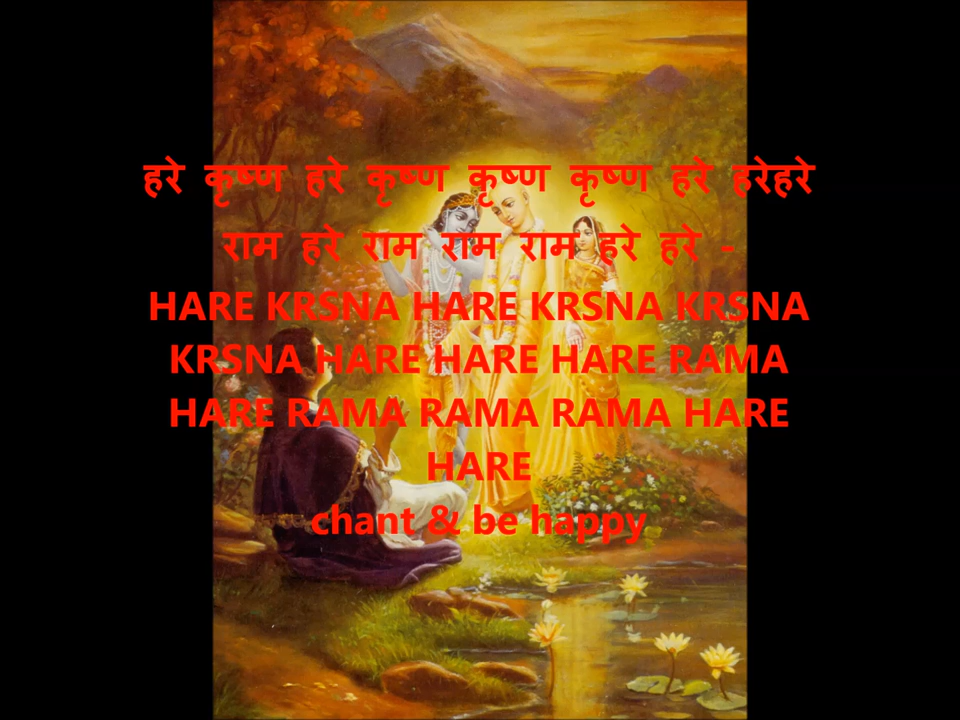 हरे कृष्ण हरे कृष्ण कृष्ण कृष्ण हरे हरेहरे
राम हरे राम राम राम हरे हरे -
HARE KRSNA HARE KRSNA KRSNA
KRSNA HARE HARE HARE RAMA
HARE RAMA RAMA RAMA HARE
HARE
chant & be happy